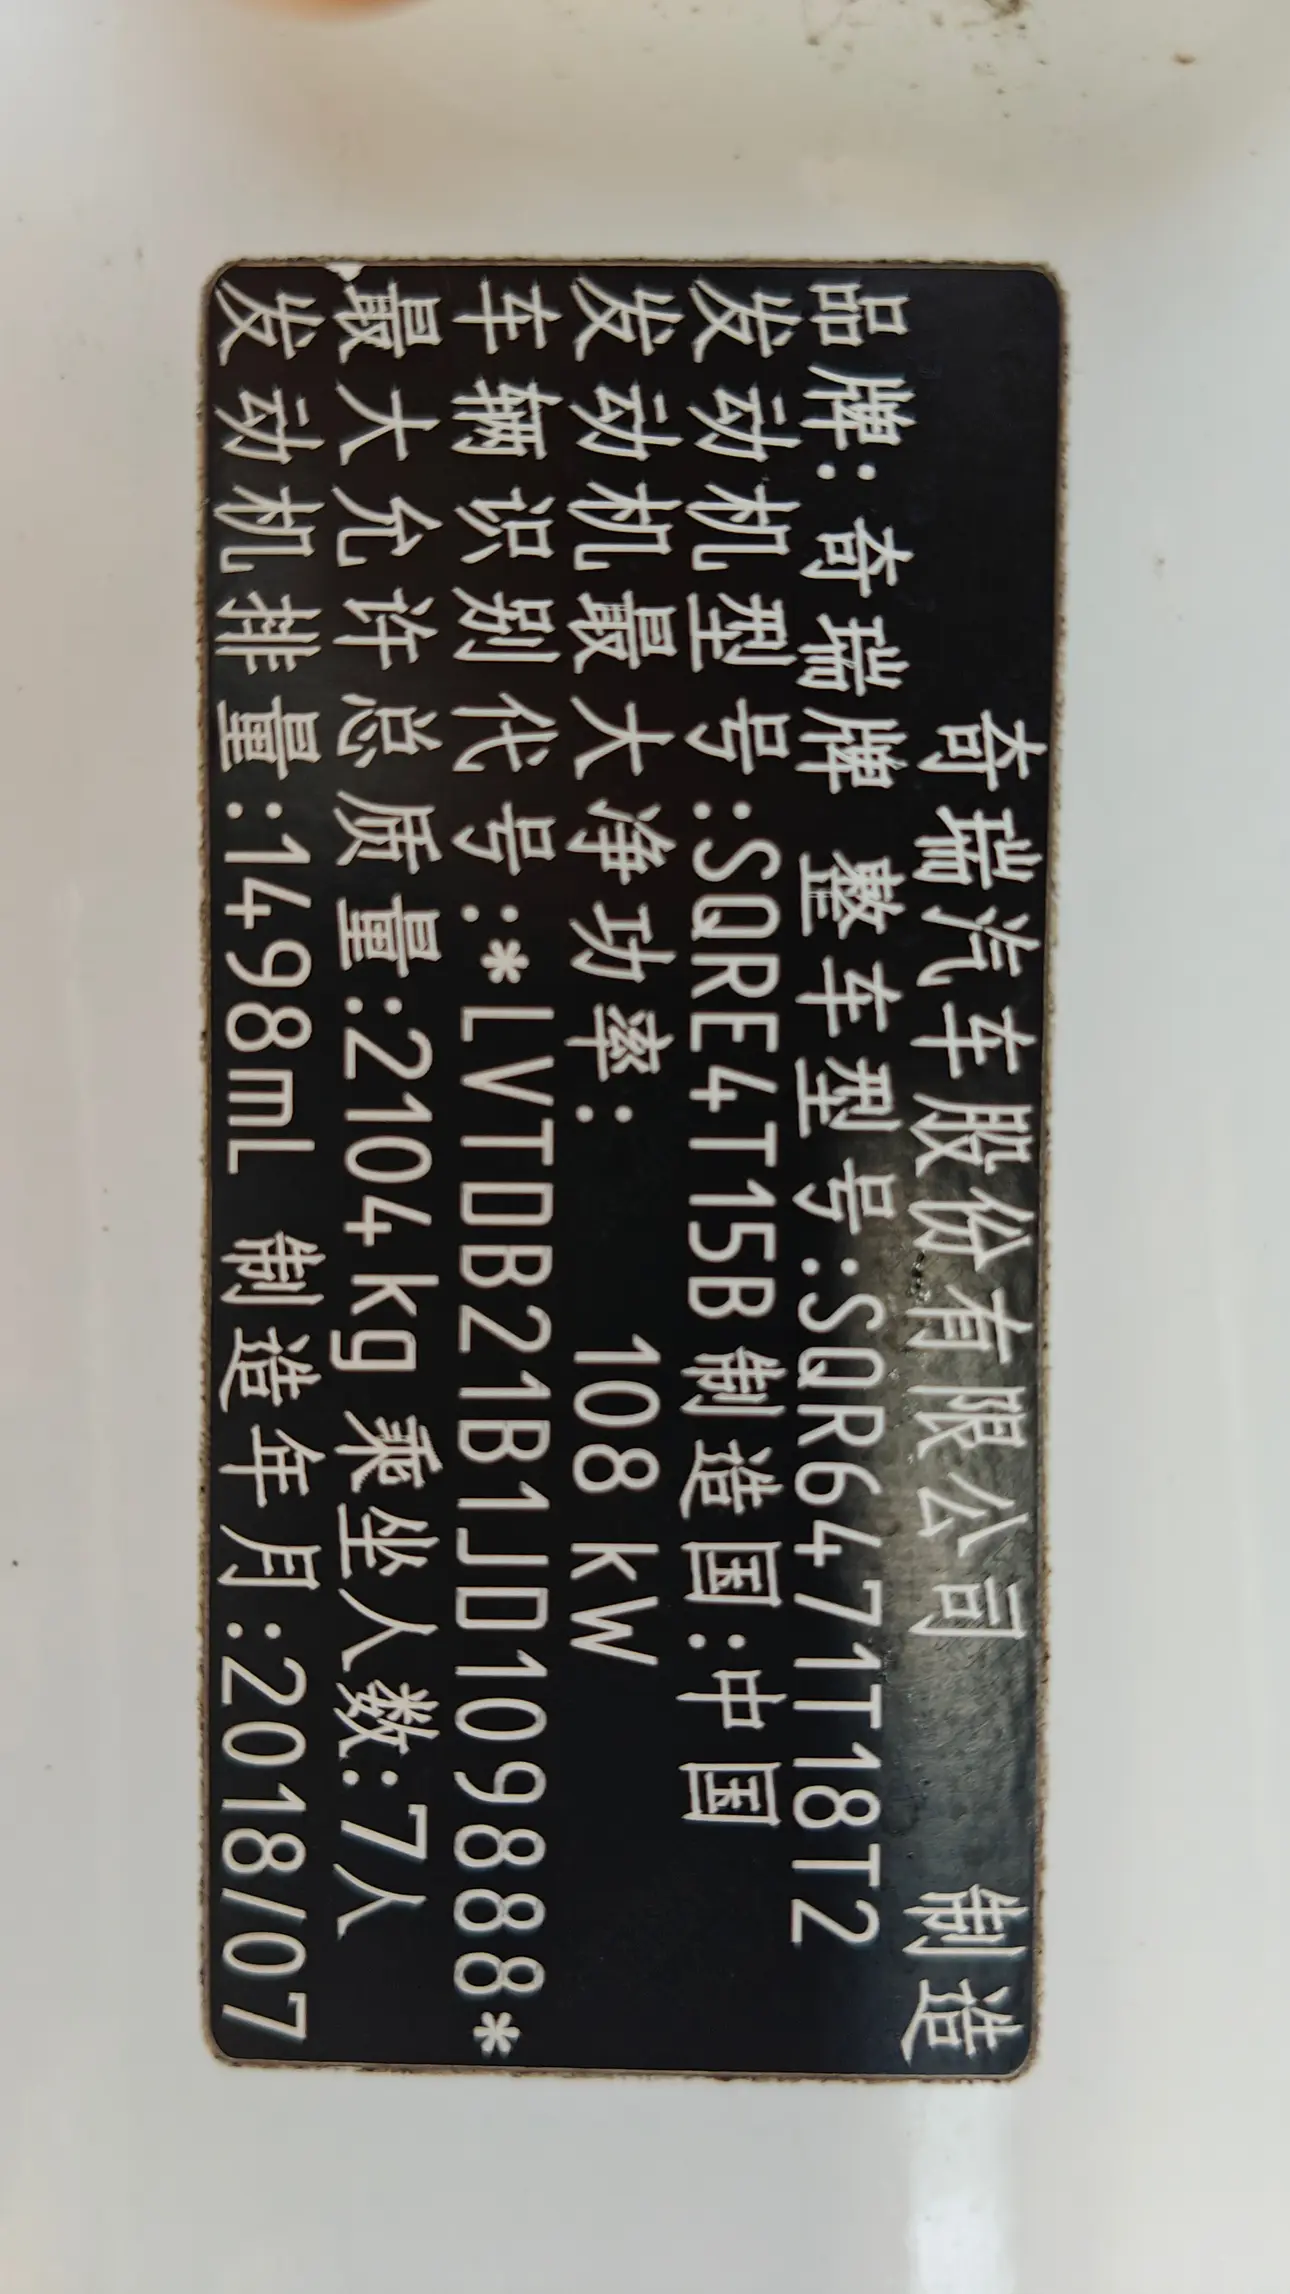 奇瑞汽车股份有限公司 制造
品牌:奇瑞牌 整车型号:SQR6471T18T2
发动机型号:SQRE4T15B 制造国:中国
发动机最大净功率: 108 kW
车辆识别代号:*LVTDB21B1JD109888*
最大允许总质量:2104kg 乘坐人数:7人
发动机排量:1498mL 制造年月:2018/07